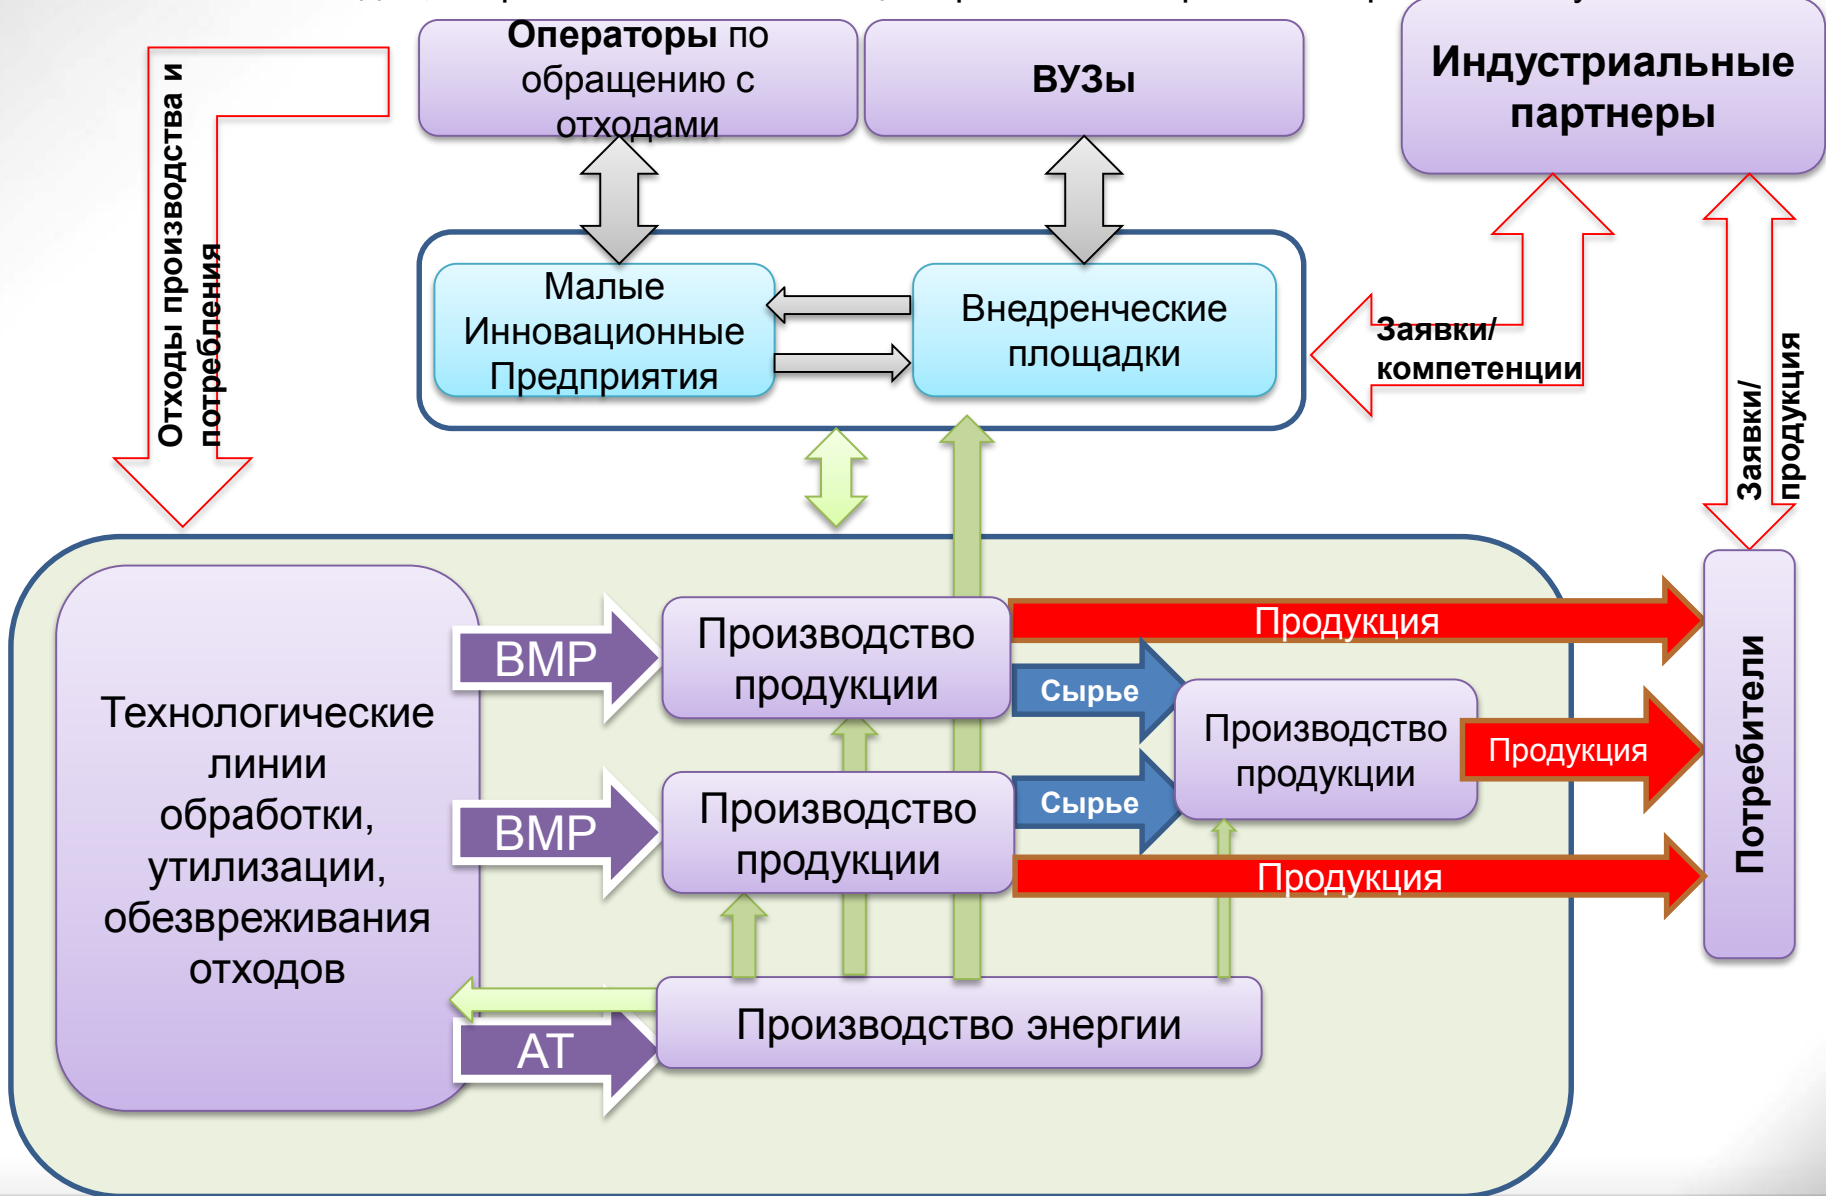 Операторы по
обращению с
отходами
ВУЗы
Индустриальные
партнеры
Отходы производства и
потребления
Малые
Инновационные
Предприятия
Внедренческие
площадки
Заявки/
компетенции
Заявки/
продукция
Технологические
линии
обработки,
утилизации,
обезвреживания
отходов
ВМР
Производство
продукции
Продукция
Сырье
Производство
продукции
Продукция
ВМР
Производство
продукции
Сырье
Продукция
Потребители
АТ
Производство энергии